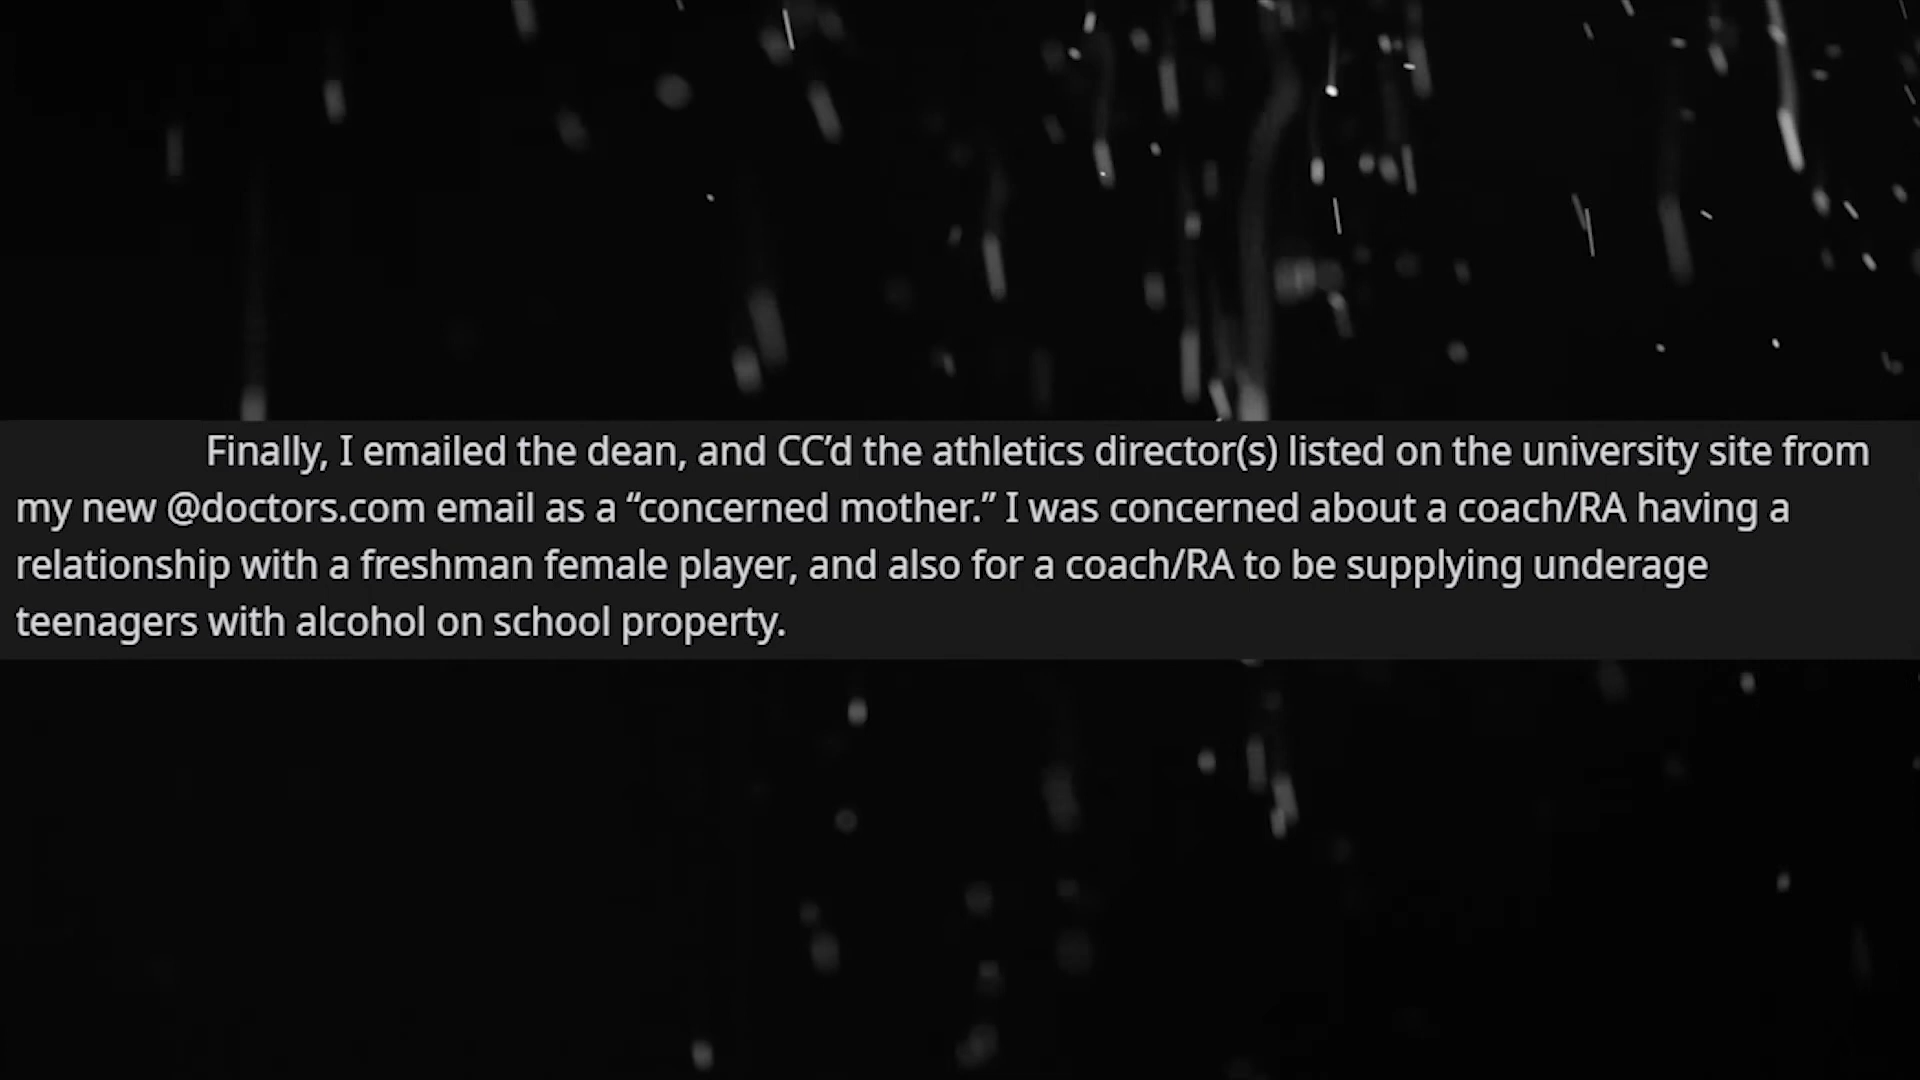 Finally, I emailed the dean, and CC’d the athletics director(s) listed on the university site from
my new @doctors.com email as a “concerned mother.” I was concerned about a coach/RA having a
relationship with a freshman female player, and also for a coach/RA to be supplying underage
teenagers with alcohol on school property.